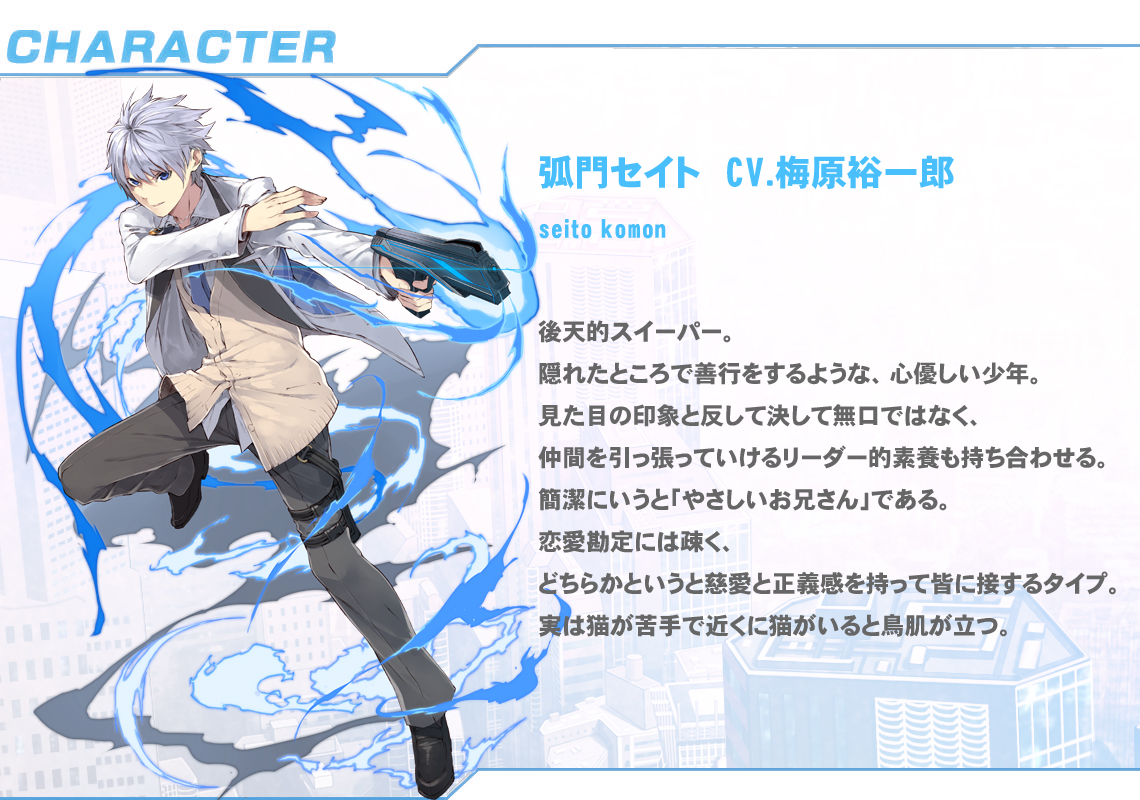 CHARACTER
弧門セイト　CV.梅原裕一郎
seito komon
後天的スイーパー。
隠れたところで善行をするような、心優しい少年。
見た目の印象と反して決して無口ではなく、
仲間を引っ張っていけるリーダー的素養も持ち合わせる。
簡潔にいうと「やさしいお兄さん」である。
恋愛勘定には疎く、
どちらかというと慈愛と正義感を持って皆に接するタイプ。
実は猫が苦手で近くに猫がいると鳥肌が立つ。